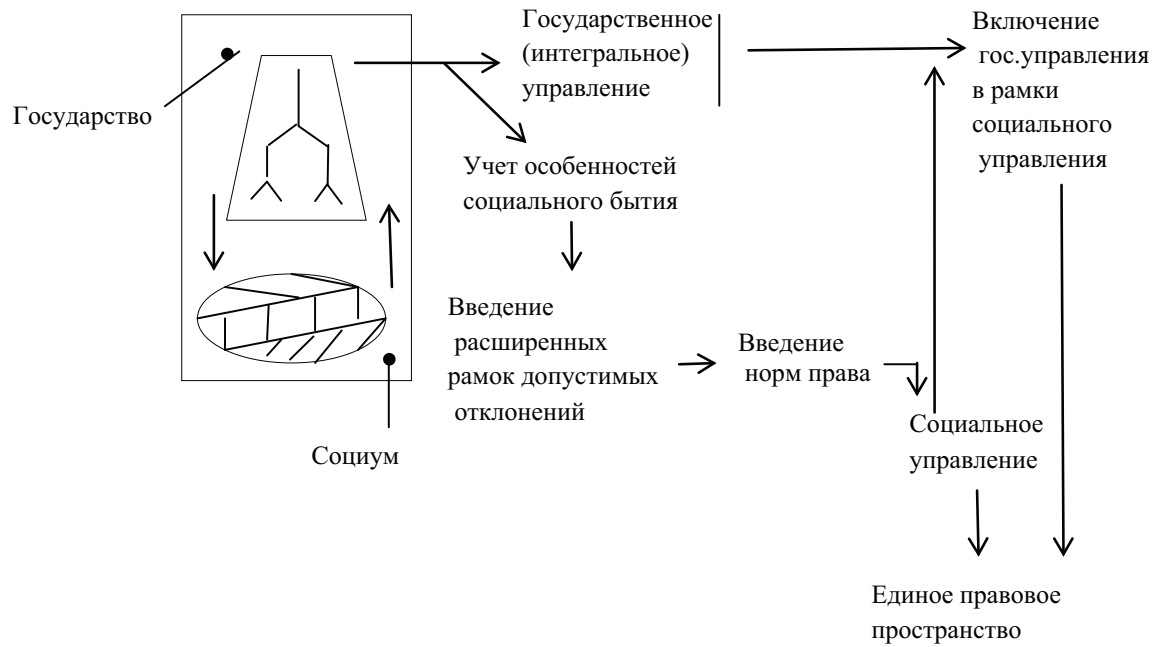 Государство
Социум
Государственное
(интегральное)
управление
Учет особенностей
социального бытия
Введение
расширенных
рамок допустимых
отклонений
Введение
норм права
Социальное
управление
Включение
гос.управления
в рамки
социального
управления
Единое правовое
пространство